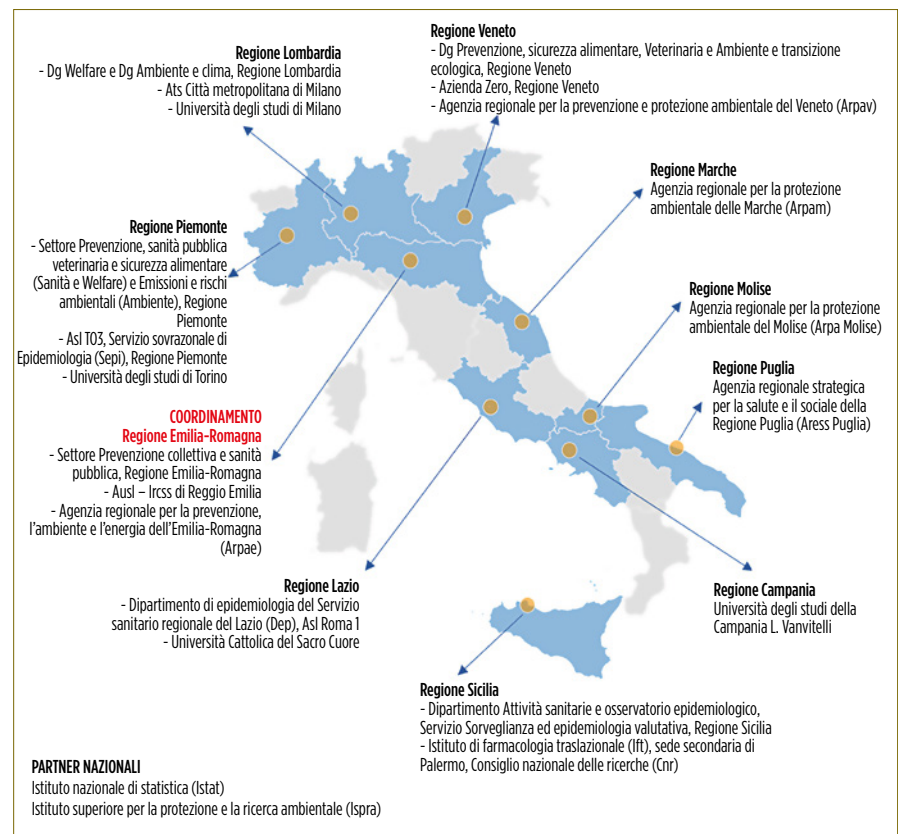 Regione Lombardia
- Dg Welfare e Dg Ambiente e clima, Regione Lombardia
- Ats Città metropolitana di Milano
- Università degli studi di Milano
Regione Veneto
- Dg Prevenzione, sicurezza alimentare, Veterinaria e Ambiente e transizione
ecologica, Regione Veneto
- Azienda Zero, Regione Veneto
- Agenzia regionale per la prevenzione e protezione ambientale del Veneto (Arpav)
Regione Marche
Agenzia regionale per la protezione
ambientale delle Marche (Arpam)
Regione Piemonte
- Settore Prevenzione, sanità pubblica
veterinaria e sicurezza alimentare
(Sanità e Welfare) e Emissioni e rischi
ambientali (Ambiente), Regione
Piemonte
- Asl TO3, Servizio sovrazonale di
Epidemiologia (Sepi), Regione Piemonte
- Università degli studi di Torino
Regione Molise
Agenzia regionale per la protezione
ambientale del Molise (Arpa Molise)
Regione Puglia
Agenzia regionale strategica
per la salute e il sociale della
Regione Puglia (Aress Puglia)
COORDINAMENTO
Regione Emilia-Romagna
- Settore Prevenzione collettiva e sanità
pubblica, Regione Emilia-Romagna
- Ausl – Ircss di Reggio Emilia
- Agenzia regionale per la prevenzione,
l'ambiente e l'energia dell'Emilia-Romagna
(Arpae)
Regione Lazio
- Dipartimento di epidemiologia del Servizio
sanitario regionale del Lazio (Dep), Asl Roma 1
- Università Cattolica del Sacro Cuore
Regione Campania
Università degli studi della
Campania L. Vanvitelli
Regione Sicilia
- Dipartimento Attività sanitarie e osservatorio epidemiologico,
Servizio Sorveglianza ed epidemiologia valutativa, Regione Sicilia
- Istituto di farmacologia traslazionale (Ift), sede secondaria di
Palermo, Consiglio nazionale delle ricerche (Cnr)
PARTNER NAZIONALI
Istituto nazionale di statistica (Istat)
Istituto superiore per la protezione e la ricerca ambientale (Ispra)